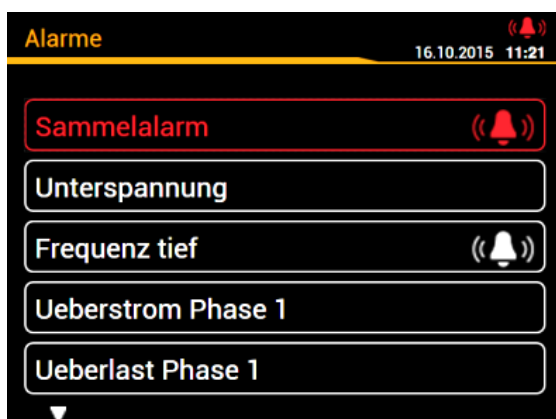 Alarme
16.10.2015 11:21
Sammelalarm
Unterspannung
Frequenz tief
Ueberstrom Phase 1
Ueberlast Phase 1